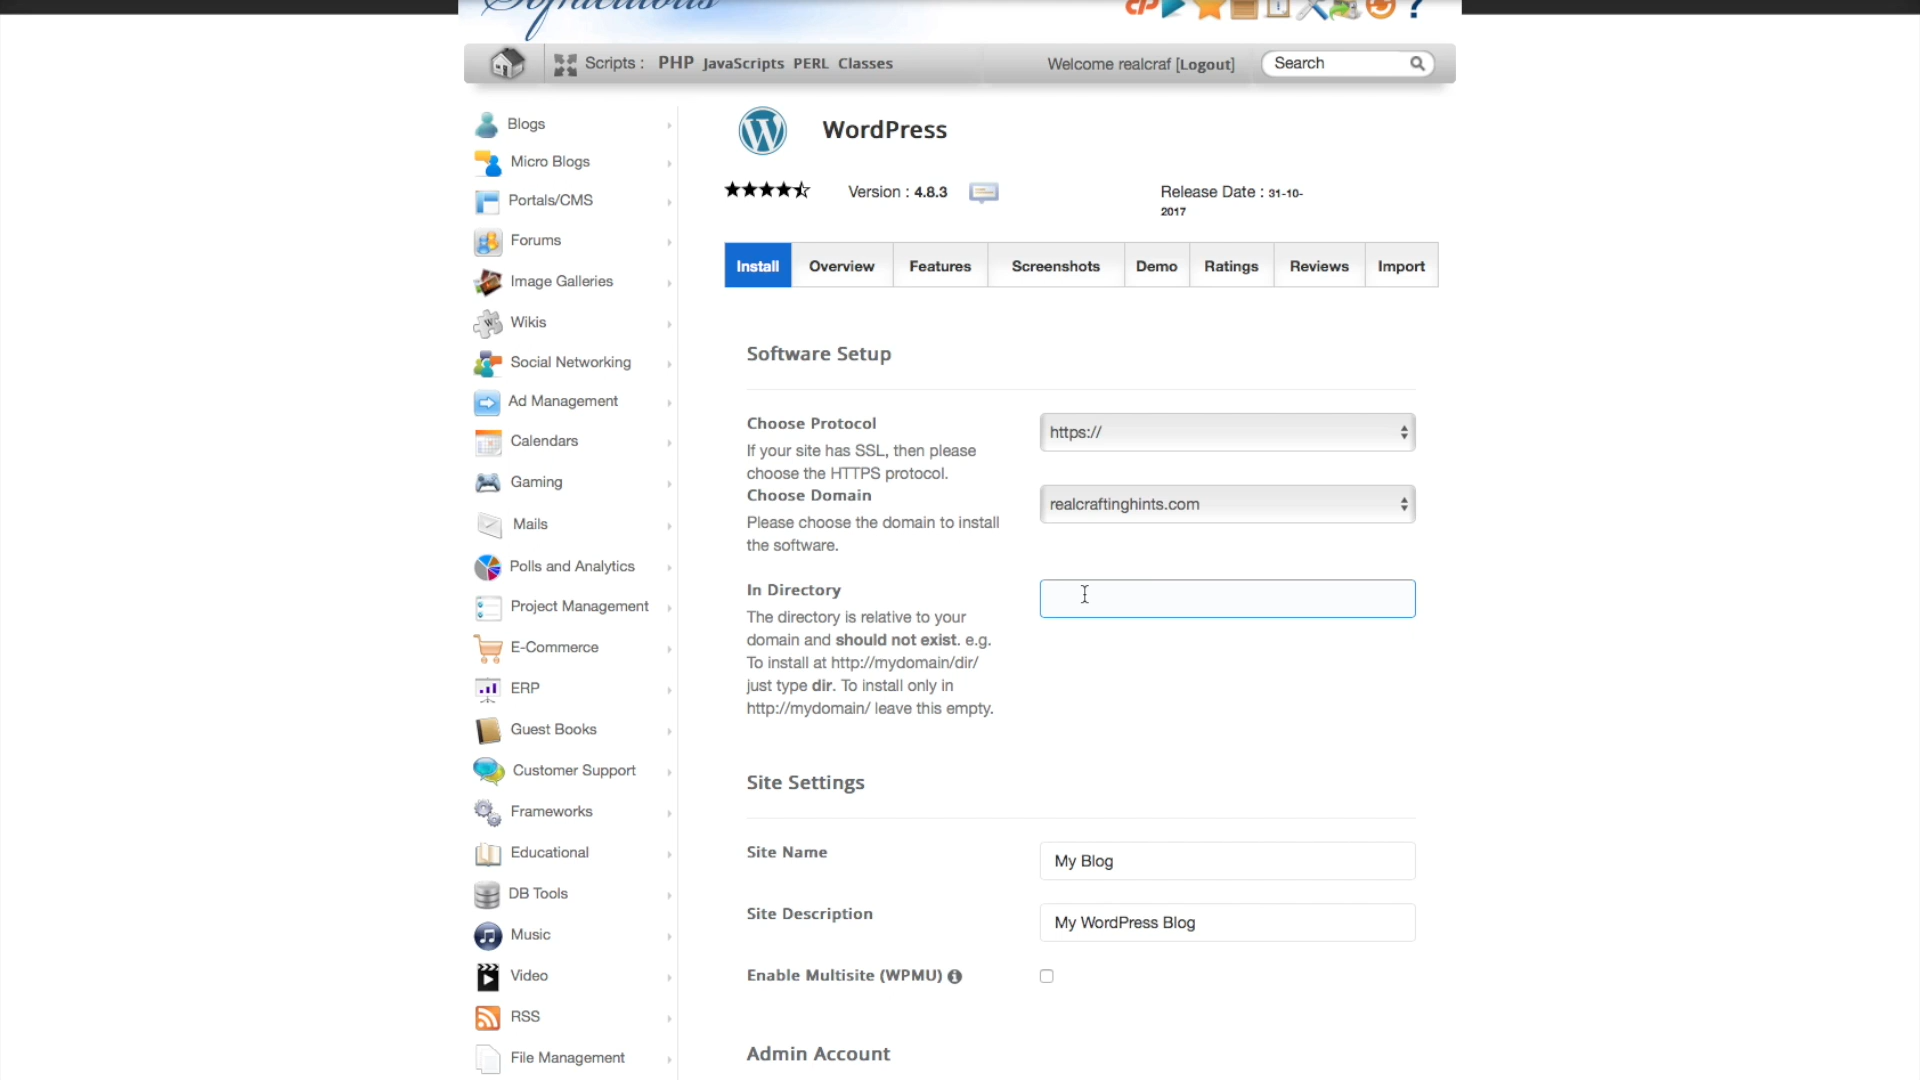 Softaculous
Scripts : PHP JavaScripts PERL Classes
Welcome realcraf [Logout]
Search
Blogs
Micro Blogs
Portals/CMS
Forums
Image Galleries
Wikis
Social Networking
Ad Management
Calendars
Gaming
Mails
Polls and Analytics
Project Management
E-Commerce
ERP
Guest Books
Customer Support
Frameworks
Educational
DB Tools
Music
Video
RSS
File Management
WordPress
Version : 4.8.3
Release Date : 31-10-
2017
Install Overview Features Screenshots Demo Ratings Reviews Import
Software Setup
Choose Protocol
If your site has SSL, then please
choose the HTTPS protocol.
https://
Choose Domain
Please choose the domain to install
the software.
realcraftinghints.com
In Directory
The directory is relative to your
domain and should not exist. e.g.
To install at http://mydomain/dir/
just type dir. To install only in
http://mydomain/ leave this empty.
Site Settings
Site Name
My Blog
Site Description
My WordPress Blog
Enable Multisite (WPMU)
Admin Account